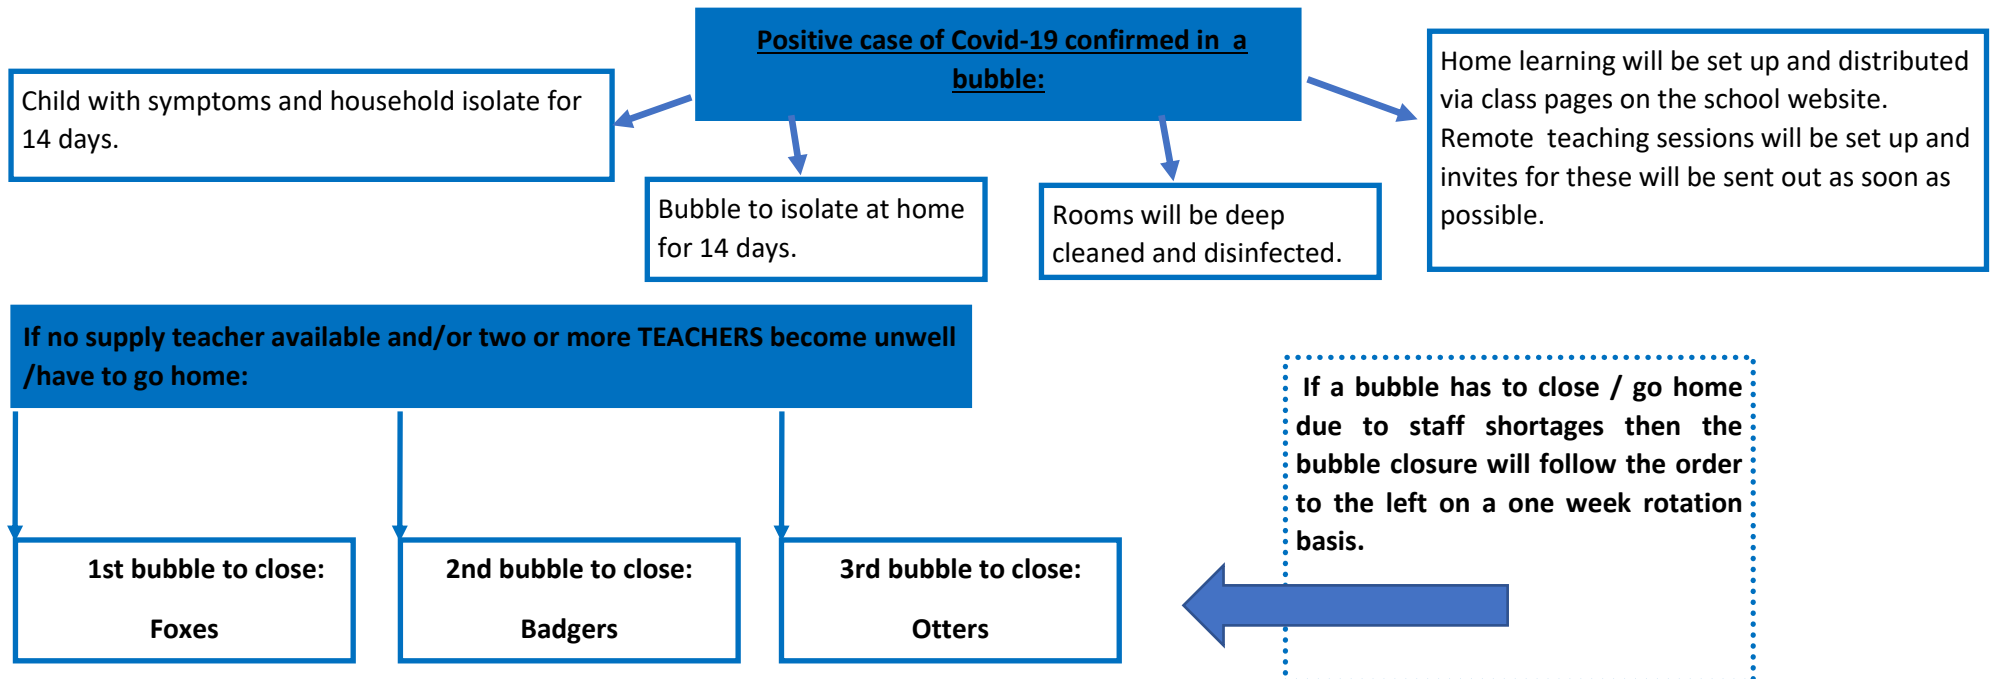 Positive case of Covid-19 confirmed in a
bubble:
Child with symptoms and household isolate for
14 days.
Bubble to isolate at home
for 14 days.
Rooms will be deep
cleaned and disinfected.
Home learning will be set up and distributed
via class pages on the school website.
Remote teaching sessions will be set up and
invites for these will be sent out as soon as
possible.
If no supply teacher available and/or two or more TEACHERS become unwell
/have to go home:
1st bubble to close:
Foxes
2nd bubble to close:
Badgers
3rd bubble to close:
Otters
If a bubble has to close / go home
due to staff shortages then the
bubble closure will follow the order
to the left on a one week rotation
basis.